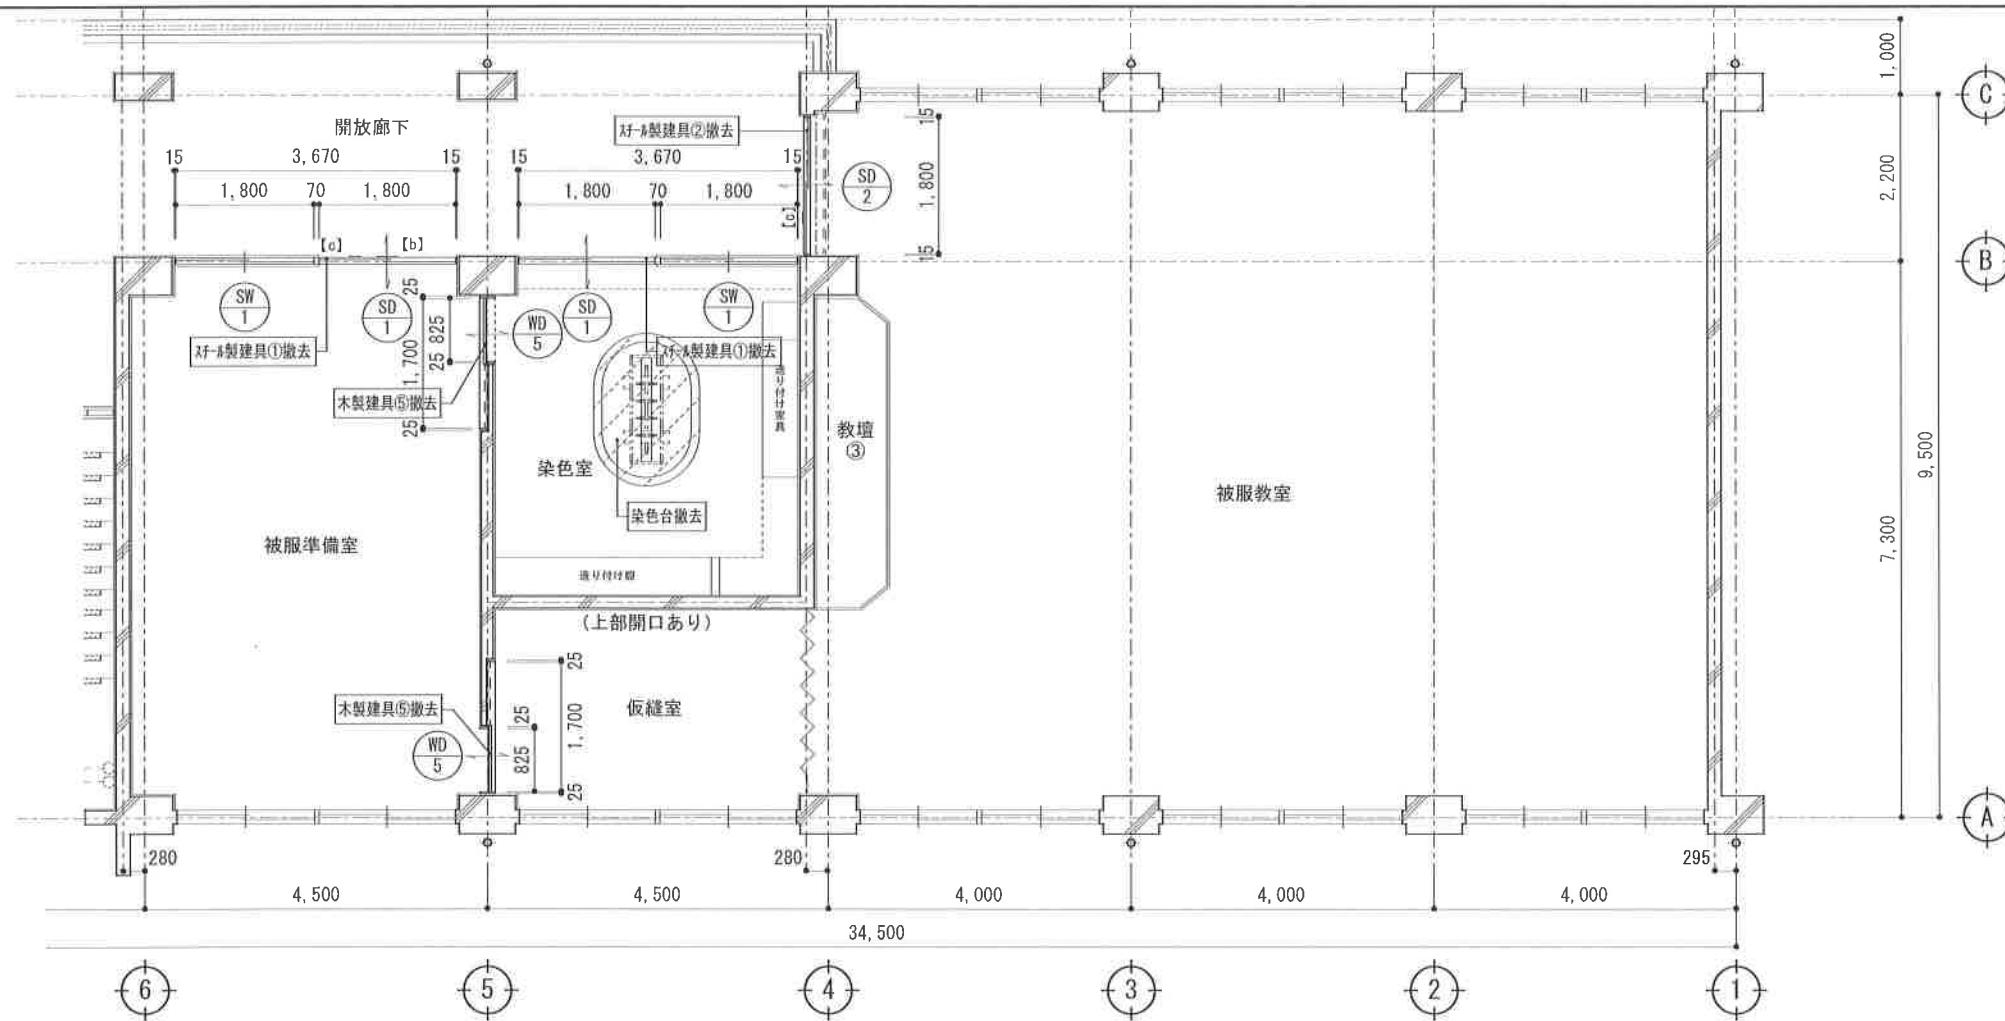 1,000
C
開放廊下
ｽﾁｰﾙ製建具②撤去
15
3,670
15
15
3,670
15
15
1,800
70
1,800
1,800
70
1,800
SD
2
1,800
2,200
【c】
【c】
【b】
15
B
SW
1
SD
1
25
WD
5
SD
1
SW
1
825
ｽﾁｰﾙ製建具①撤去
1,700
25
ｽﾁｰﾙ製建具①撤去
木製建具⑤撤去
25
造り付け家具
教壇
③
9,500
染色室
被服教室
染色台撤去
被服準備室
7,300
造り付け棚
(上部開口あり)
25
木製建具⑤撤去
25
1,700
仮縫室
WD
5
825
25
A
280
280
295
4,500
4,500
4,000
4,000
4,000
34,500
6
5
4
3
2
1